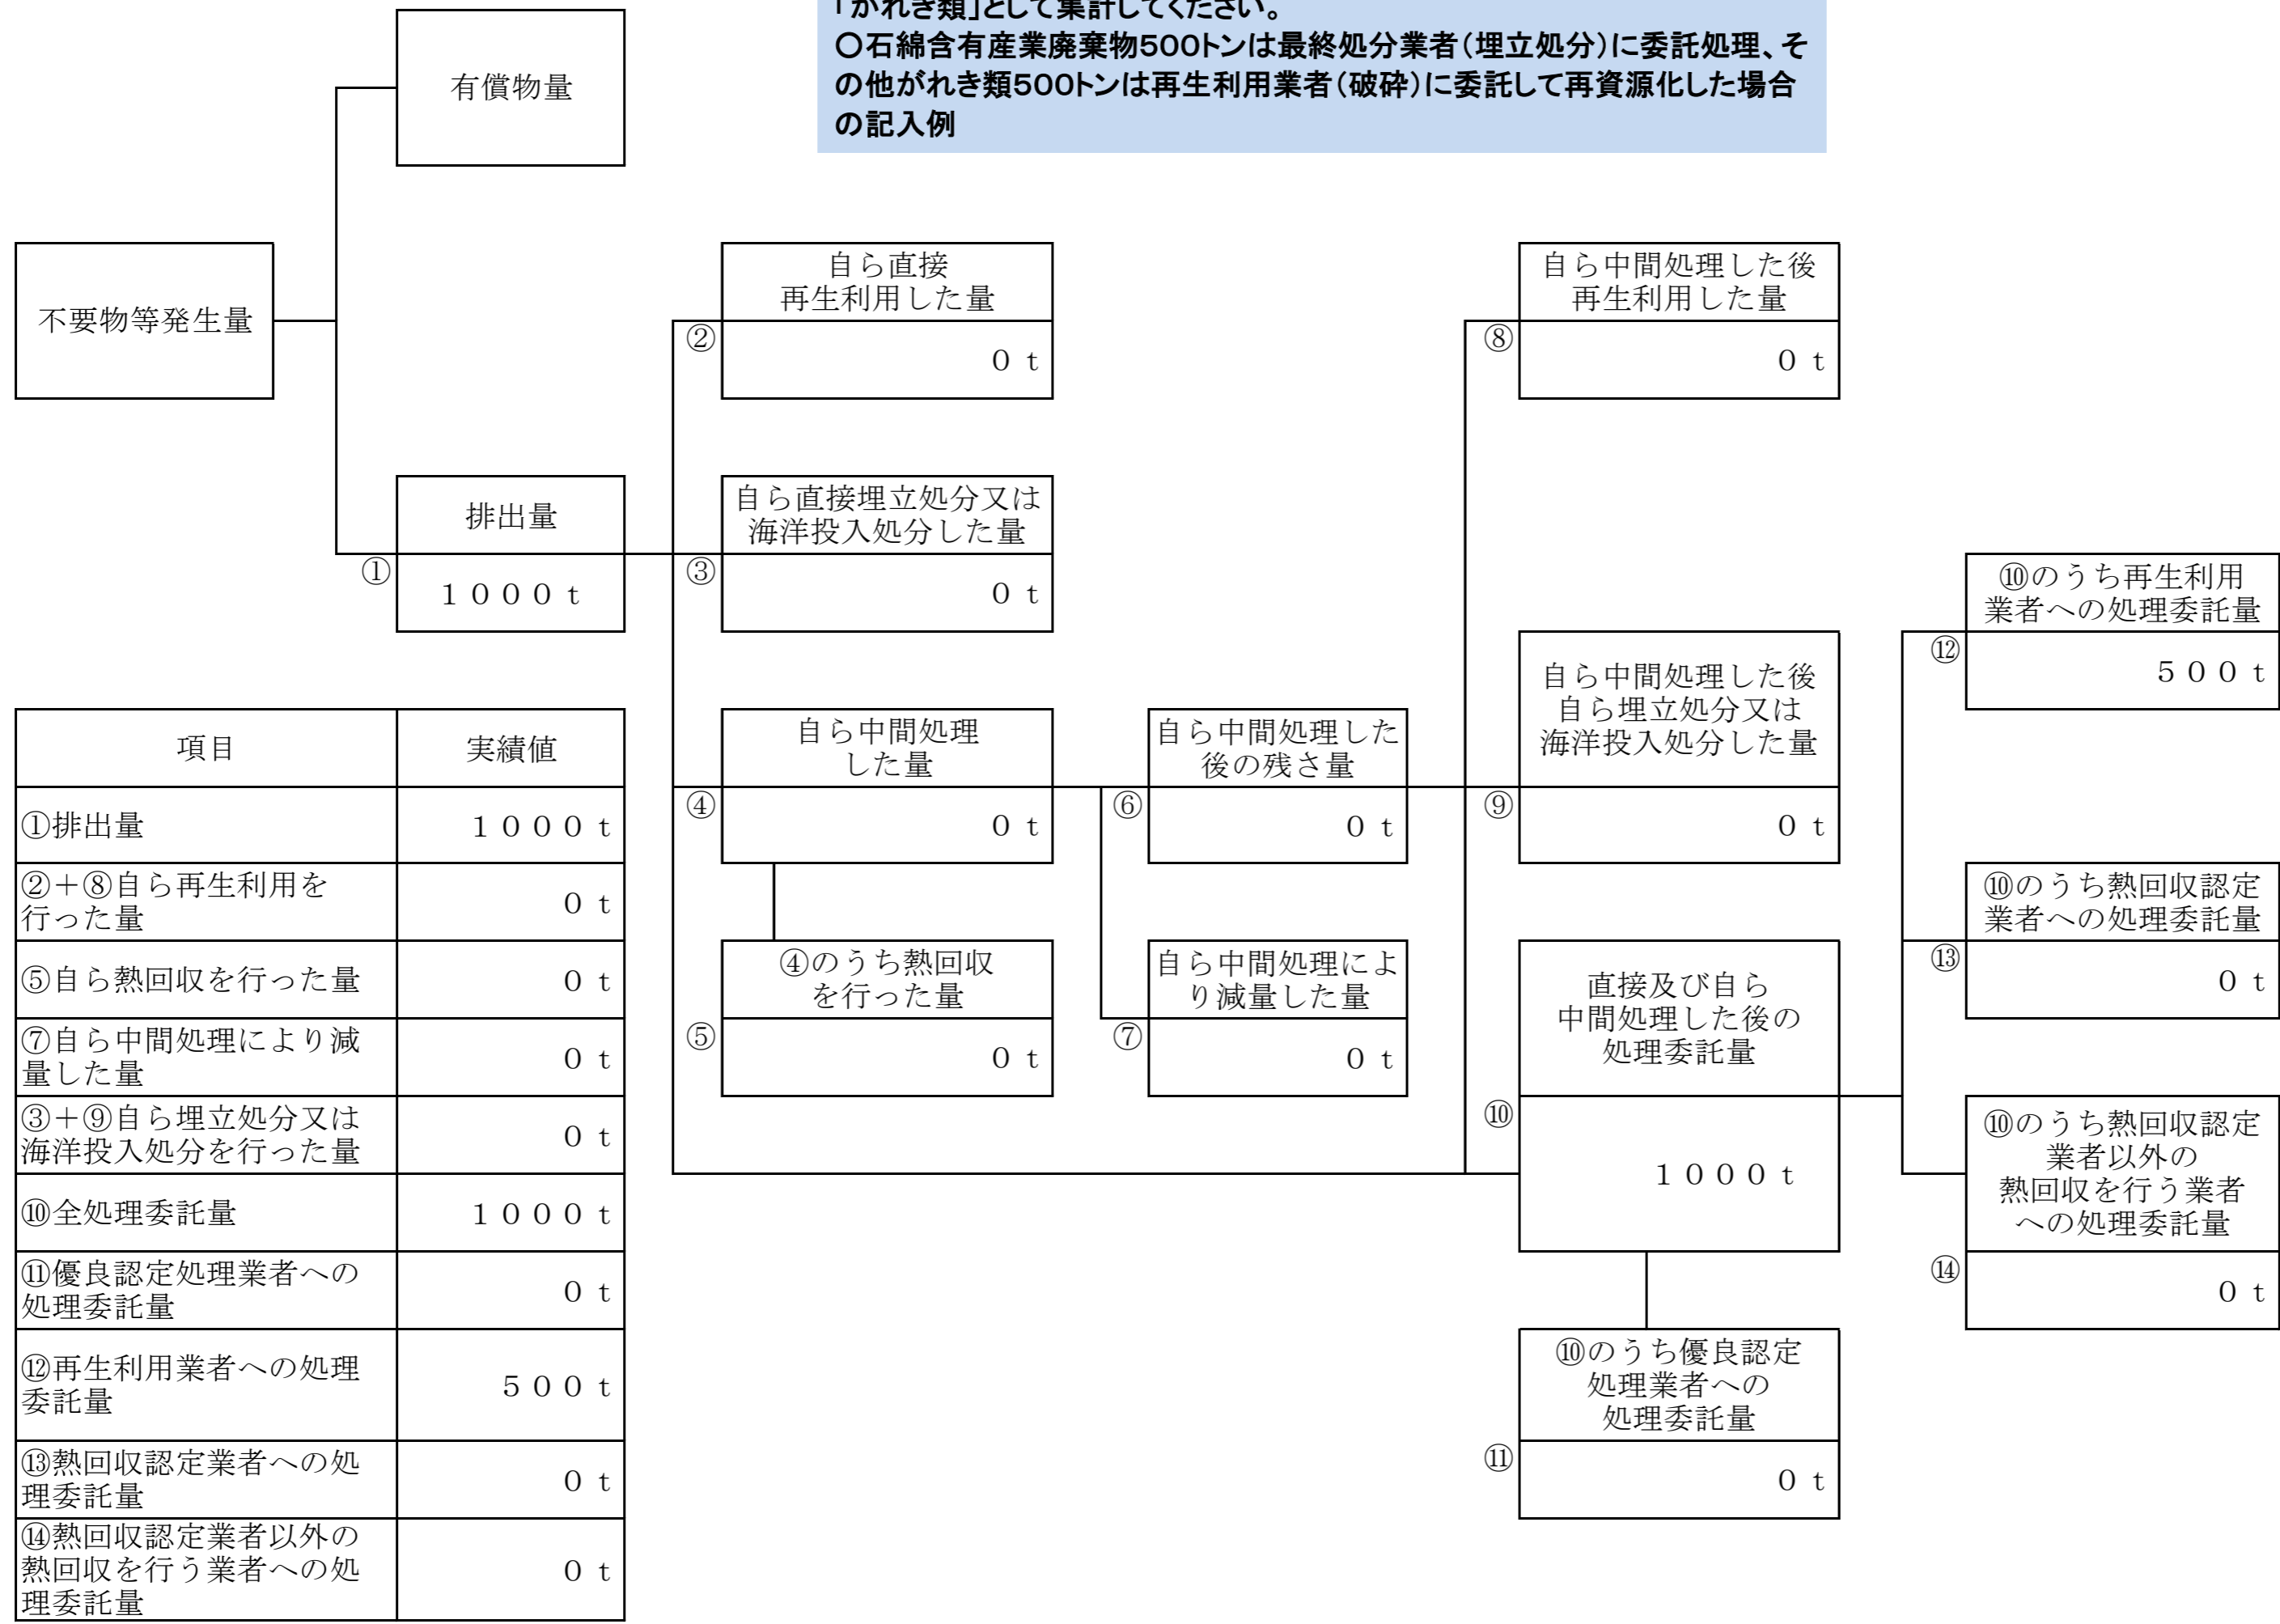 「がれき類」として集計してください。
〇石綿含有産業廃棄物500トンは最終処分業者（埋立処分）に委託処理、そ
の他がれき類500トンは再生利用業者（破砕）に委託して再資源化した場合
の記入例
有償物量
不要物等発生量
排出量
①
１０００ｔ
自ら直接
再生利用した量
②
０ｔ
自ら直接埋立処分又は
海洋投入処分した量
③
０ｔ
自ら中間処理
した量
④
０ｔ
④のうち熱回収
を行った量
⑤
０ｔ
自ら中間処理した
後の残さ量
⑥
０ｔ
自ら中間処理によ
り減量した量
⑦
０ｔ
自ら中間処理した後
再生利用した量
⑧
０ｔ
自ら中間処理した後
自ら埋立処分又は
海洋投入処分した量
⑨
０ｔ
直接及び自ら
中間処理した後の
処理委託量
⑩
１０００ｔ
⑩のうち優良認定
処理業者への
処理委託量
⑪
０ｔ
⑩のうち再生利用
業者への処理委託量
⑫
５００ｔ
⑩のうち熱回収認定
業者への処理委託量
⑬
０ｔ
⑩のうち熱回収認定
業者以外の
熱回収を行う業者
への処理委託量
⑭
０ｔ
項目
実績値
①排出量
１０００ｔ
②＋⑧自ら再生利用を
行った量
０ｔ
⑤自ら熱回収を行った量
０ｔ
⑦自ら中間処理により減
量した量
０ｔ
③＋⑨自ら埋立処分又は
海洋投入処分を行った量
０ｔ
⑩全処理委託量
１０００ｔ
⑪優良認定処理業者への
処理委託量
０ｔ
⑫再生利用業者への処理
委託量
５００ｔ
⑬熱回収認定業者への処
理委託量
０ｔ
⑭熱回収認定業者以外の
熱回収を行う業者への処
理委託量
０ｔ